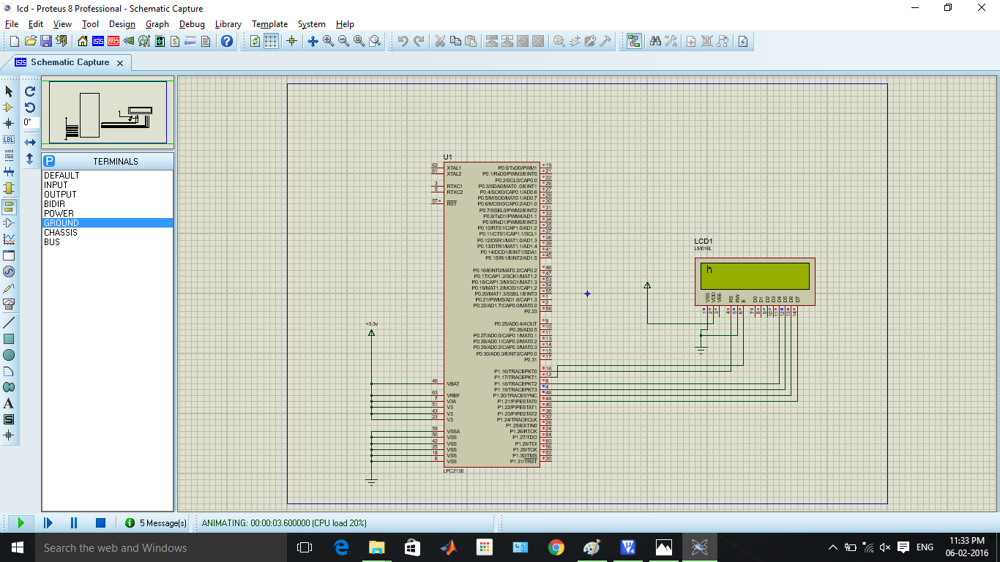 lcd - Proteus 8 Professional - Schematic Capture
File Edit View Tool Design Graph Debug Library Template System Help
Schematic Capture
0°
LBL
P TERMINALS
DEFAULT
INPUT
OUTPUT
BIDIR
POWER
GROUND
CHASSIS
BUS
A
S
U1
62 XTAL1 P0.0/TxD0/PWM1 19
61 XTAL2 P0.1/RxD0/PWM3/EINT0 21
P0.2/SCL0/CAP0.0 22
3 RTXC1 P0.3/SDA0/MAT0.0/EINT1 26
5 RTXC2 P0.4/SCK0/CAP0.1/AD0.6 27
P0.5/MISO0/MAT0.1/AD0.7 29
57 RST P0.6/MOSI0/CAP0.2/AD1.0 30
P0.7/SSEL0/PWM2/EINT2 31
P0.8/TxD1/PWM4/AD1.1 33
P0.9/RxD1/PWM6/EINT3 34
P0.10/RTS1/CAP1.0/AD1.2 35
P0.11/CTS1/CAP1.1/SCL1 37
P0.12/DSR1/MAT1.0/AD1.3 38
P0.13/DTR1/MAT1.1/AD1.4 39
P0.14/DCD1/EINT1/SDA1 41
P0.15/RI1/EINT2/AD1.5 45
P0.16/EINT0/MAT0.2/CAP0.2 46
P0.17/CAP1.2/SCK1/MAT1.2 47
P0.18/CAP1.3/MISO1/MAT1.3 53
P0.19/MAT1.2/MOSI1/CAP1.2 54
P0.20/MAT1.3/SSEL1/EINT3 55
P0.21/PWM5/AD1.6/CAP1.3 1
P0.22/AD1.7/CAP0.0/MAT0.0 2
P0.23 58
P0.25/AD0.4/AOUT 9
P0.26/AD0.5 10
P0.27/AD0.0/CAP0.1/MAT0.1 11
P0.28/AD0.1/CAP0.2/MAT0.2 13
P0.29/AD0.2/CAP0.3/MAT0.3 14
P0.30/AD0.3/EINT3/CAP0.0 15
P0.31 17
P1.16/TRACEPKT0 16
P1.17/TRACEPKT1 12
49 VBAT P1.18/TRACEPKT2 8
P1.19/TRACEPKT3 4
63 VREF P1.20/TRACESYNC 48
7 V3A P1.21/PIPESTAT0 44
51 V3 P1.22/PIPESTAT1 40
43 V3 P1.23/PIPESTAT2 36
23 V3 P1.24/TRACECLK 32
P1.25/EXTIN0 28
59 VSSA P1.26/RTCK 24
50 VSS P1.27/TDO 64
42 VSS P1.28/TDI 60
25 VSS P1.29/TCK 56
18 VSS P1.30/TMS 52
6 VSS P1.31/TRST 20
LPC2138
+3.3v
LCD1
LM016L
h
VSS VDD VEE RS RW E D0 D1 D2 D3 D4 D5 D6 D7
1 2 3 4 5 6 7 8 9 10 11 12 13 14
5 Message(s) ANIMATING: 00:00:03.600000 (CPU load 20%)
Search the web and Windows
ENG
11:33 PM
06-02-2016